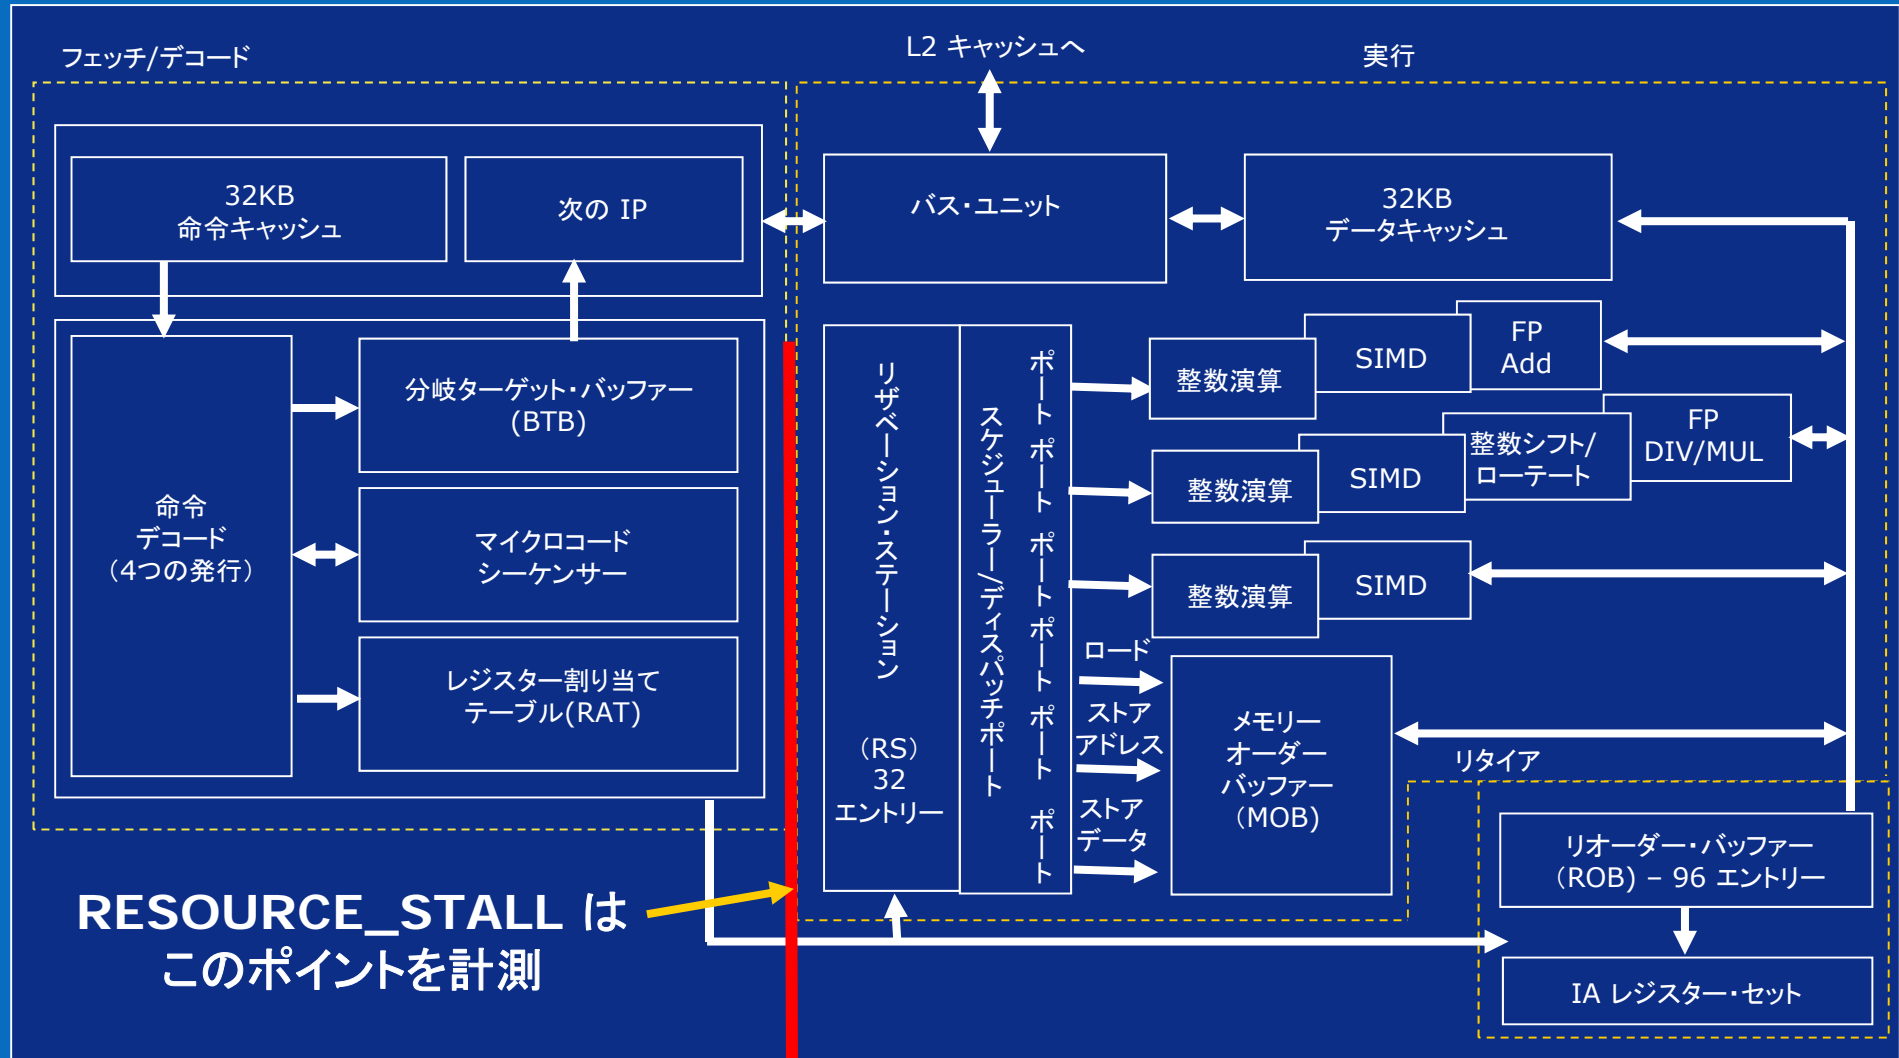 フェッチ/デコード
L2 キャッシュへ
実行
32KB
命令キャッシュ
次の IP
バス・ユニット
32KB
データキャッシュ
命令
デコード
（4つの発行）
分岐ターゲット・バッファー
(BTB)
マイクロコード
シーケンサー
レジスター割り当て
テーブル(RAT)
リザベーション・ステーション
（RS）
32
エントリー
スケジューラー/ディスパッチポート
ポート
ポート
ポート
ポート
ポート
ポート
整数演算
SIMD
FP
Add
整数演算
SIMD
整数シフト/
ローテート
FP
DIV/MUL
整数演算
SIMD
ロード
ストア
アドレス
ストア
データ
メモリー
オーダー
バッファー
（MOB）
リタイア
リオーダー・バッファー
（ROB) – 96 エントリー
IA レジスター・セット
RESOURCE_STALL は
このポイントを計測